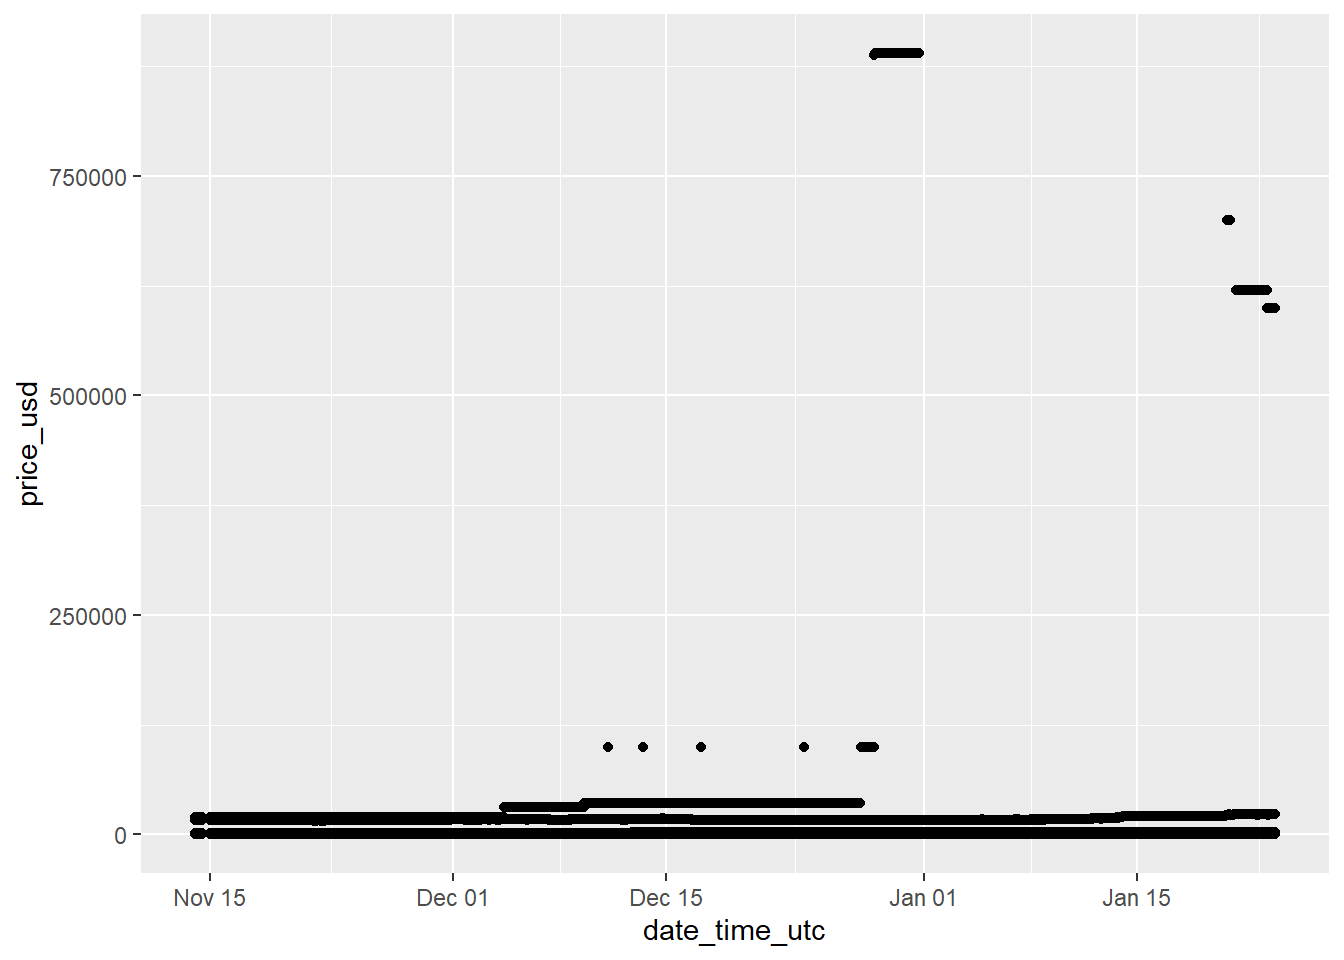 price_usd
750000
500000
250000
0
Nov 15
Dec 01
Dec 15
Jan 01
Jan 15
date_time_utc